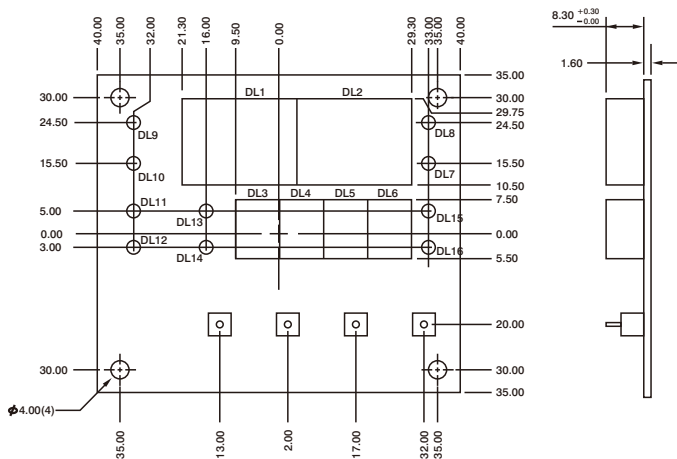 40.00
35.00
32.00
21.30
16.00
9.50
0.00
29.30
33.00
35.00
40.00
8.30 +0.30 −0.00
1.60
35.00
30.00
DL1
DL2
30.00
29.75
24.50
DL9
DL8
24.50
15.50
DL10
DL7
15.50
10.50
DL3
DL4
DL5
DL6
7.50
5.00
DL11
DL13
DL15
0.00
0.00
3.00
DL12
DL14
DL16
5.50
20.00
30.00
30.00
35.00
ϕ4.00(4)
35.00
13.00
2.00
17.00
32.00
35.00